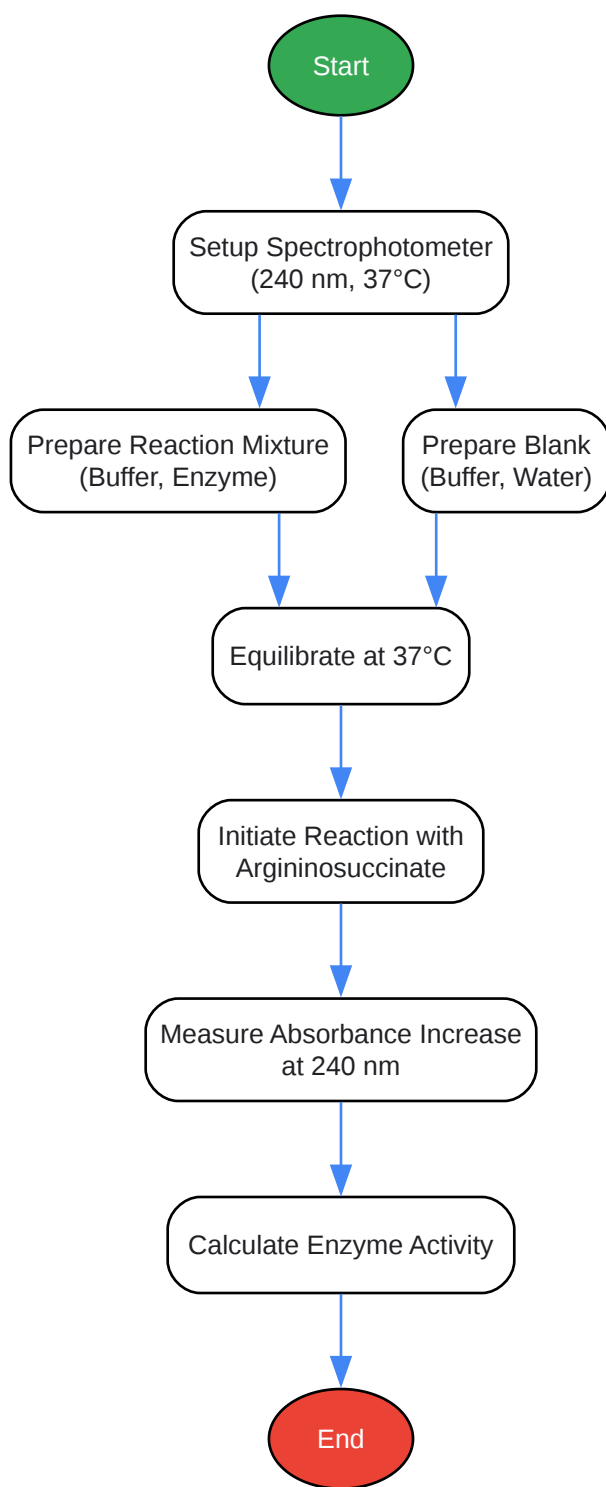 Start
Setup Spectrophotometer
(240 nm, 37°C)
Prepare Reaction Mixture
(Buffer, Enzyme)
Prepare Blank
(Buffer, Water)
Equilibrate at 37°C
Initiate Reaction with
Argininosuccinate
Measure Absorbance Increase
at 240 nm
Calculate Enzyme Activity
End